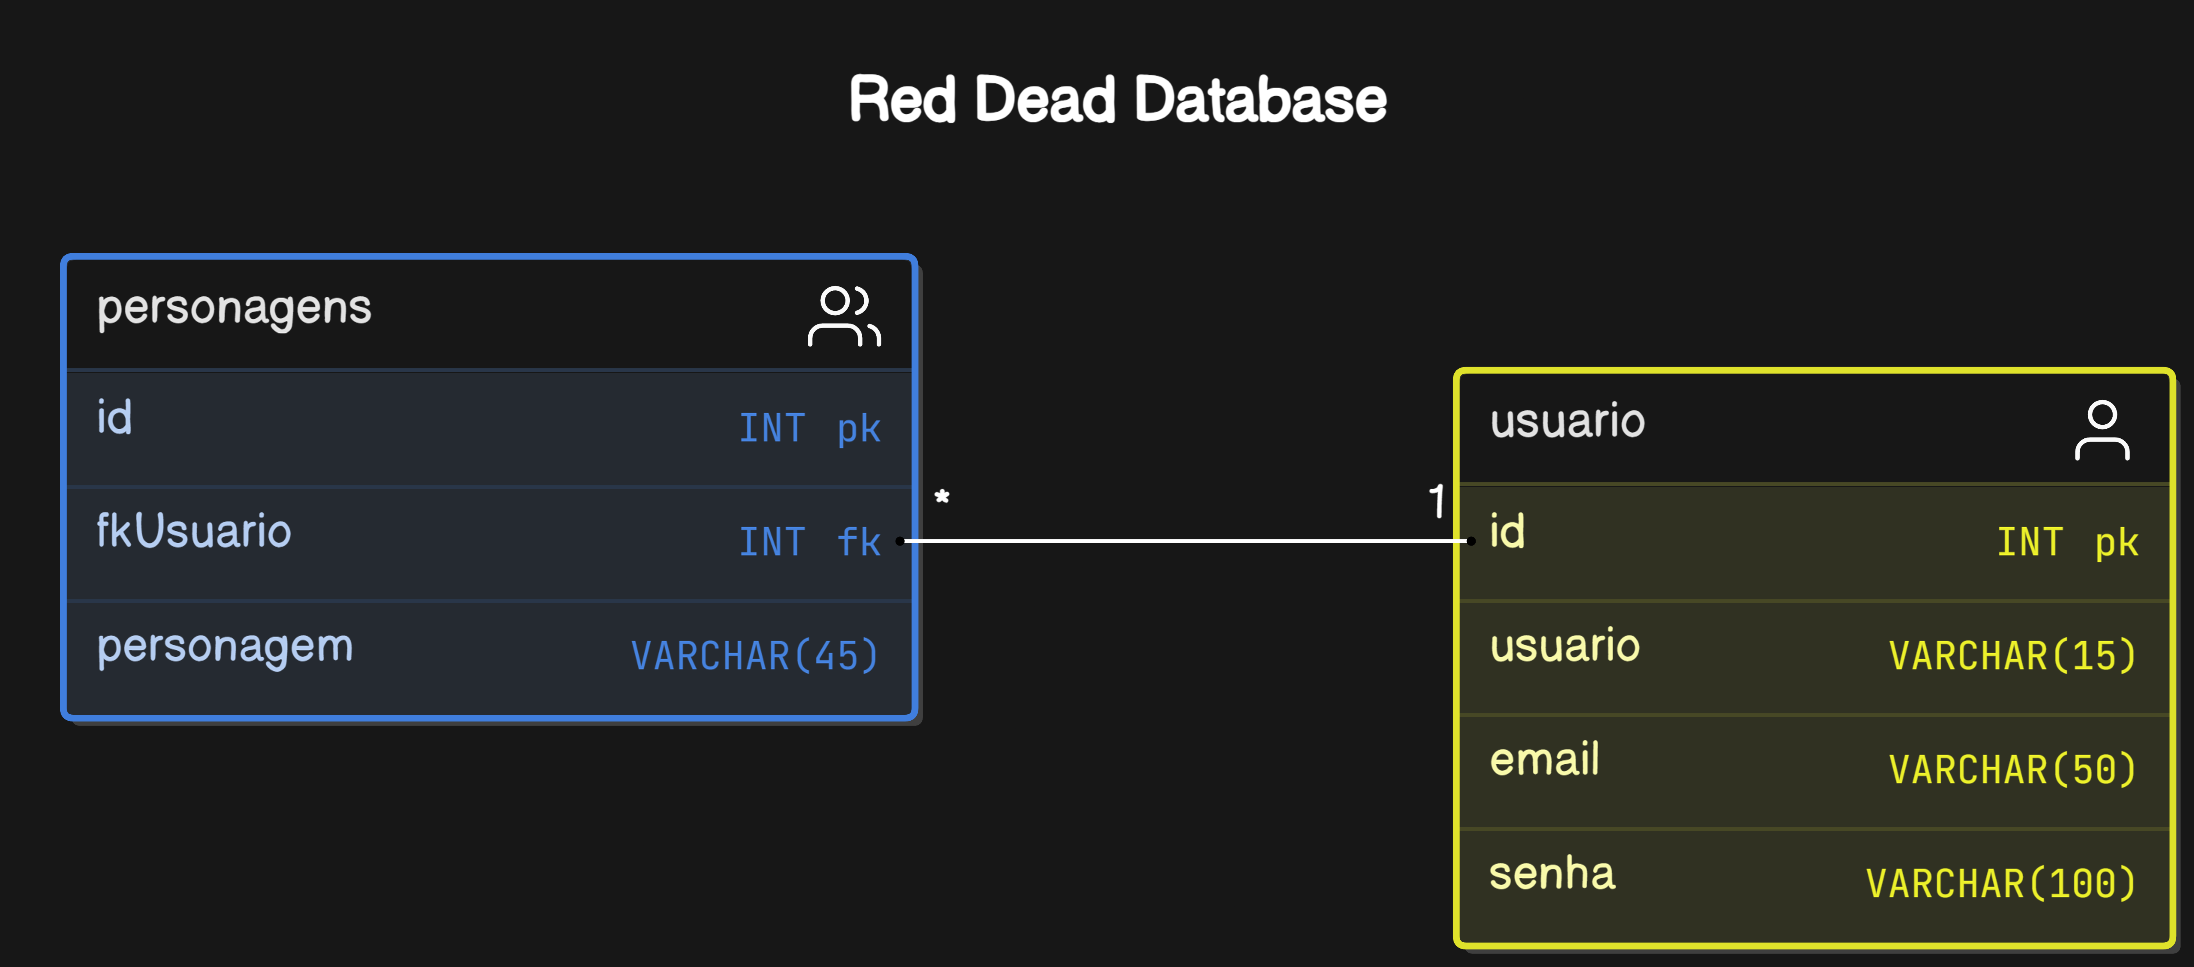 Red Dead Database
personagens
id INT pk
fkUsuario INT fk
personagem VARCHAR(45)
* 1
usuario
id INT pk
usuario VARCHAR(15)
email VARCHAR(50)
senha VARCHAR(100)